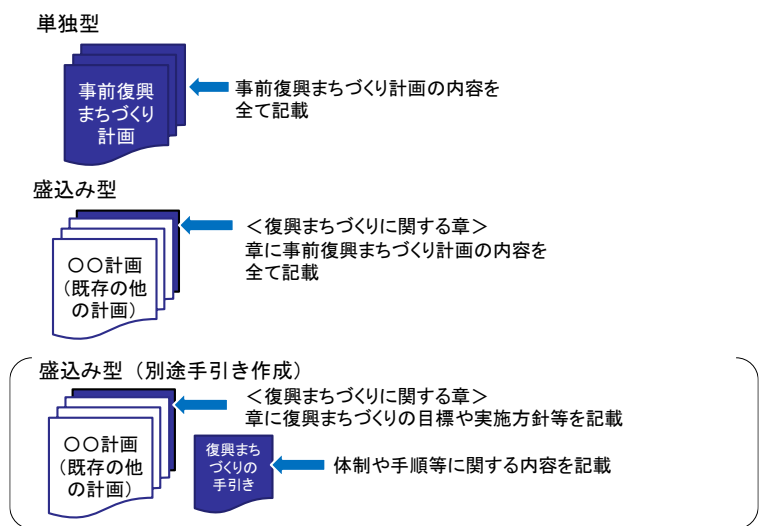 単独型
事前復興
まちづくり
計画
事前復興まちづくり計画の内容を
全て記載
盛込み型
〇〇計画
(既存の他
の計画)
＜復興まちづくりに関する章＞
章に事前復興まちづくり計画の内容を
全て記載
盛込み型（別途手引き作成）
〇〇計画
(既存の他
の計画)
＜復興まちづくりに関する章＞
章に復興まちづくりの目標や実施方針等を記載
復興まち
づくりの
手引き
体制や手順等に関する内容を記載